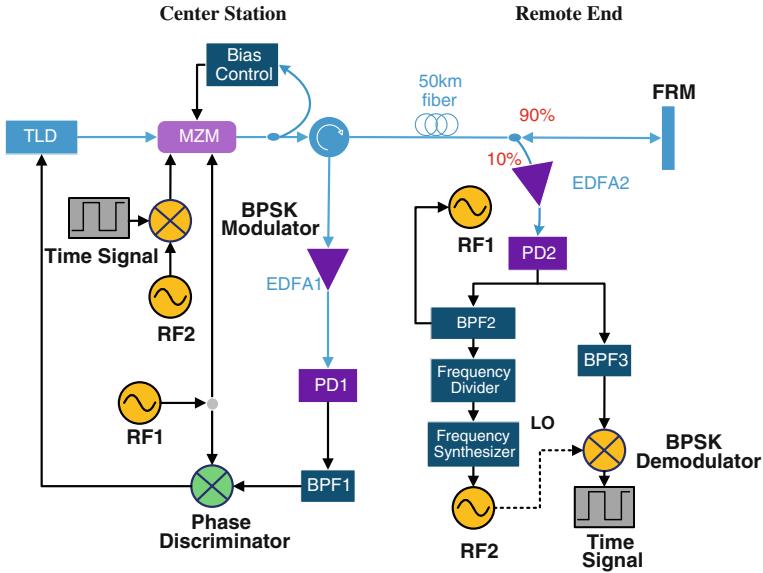 Center Station
Remote End
Bias
Control
50km
fiber
FRM
TLD
MZM
90%
10%
EDFA2
BPSK
Modulator
RF1
Time Signal
PD2
EDFA1
RF2
BPF2
BPF3
PD1
Frequency
Divider
RF1
LO
Frequency
Synthesizer
BPSK
Demodulator
BPF1
Phase
Discriminator
RF2
Time
Signal